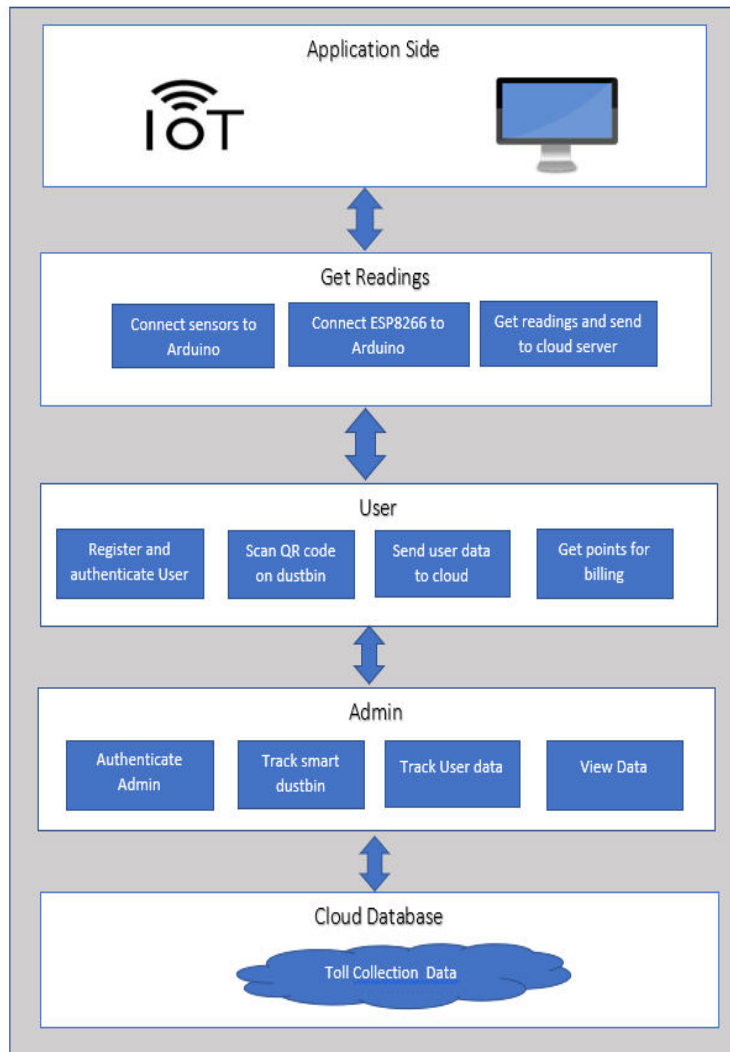 Application Side
IoT
Get Readings
Connect sensors to
Arduino
Connect ESP8266 to
Arduino
Get readings and send
to cloud server
User
Register and
authenticate User
Scan QR code
on dustbin
Send user data
to cloud
Get points for
billing
Admin
Authenticate
Admin
Track smart
dustbin
Track User data
View Data
Cloud Database
Toll Collection Data